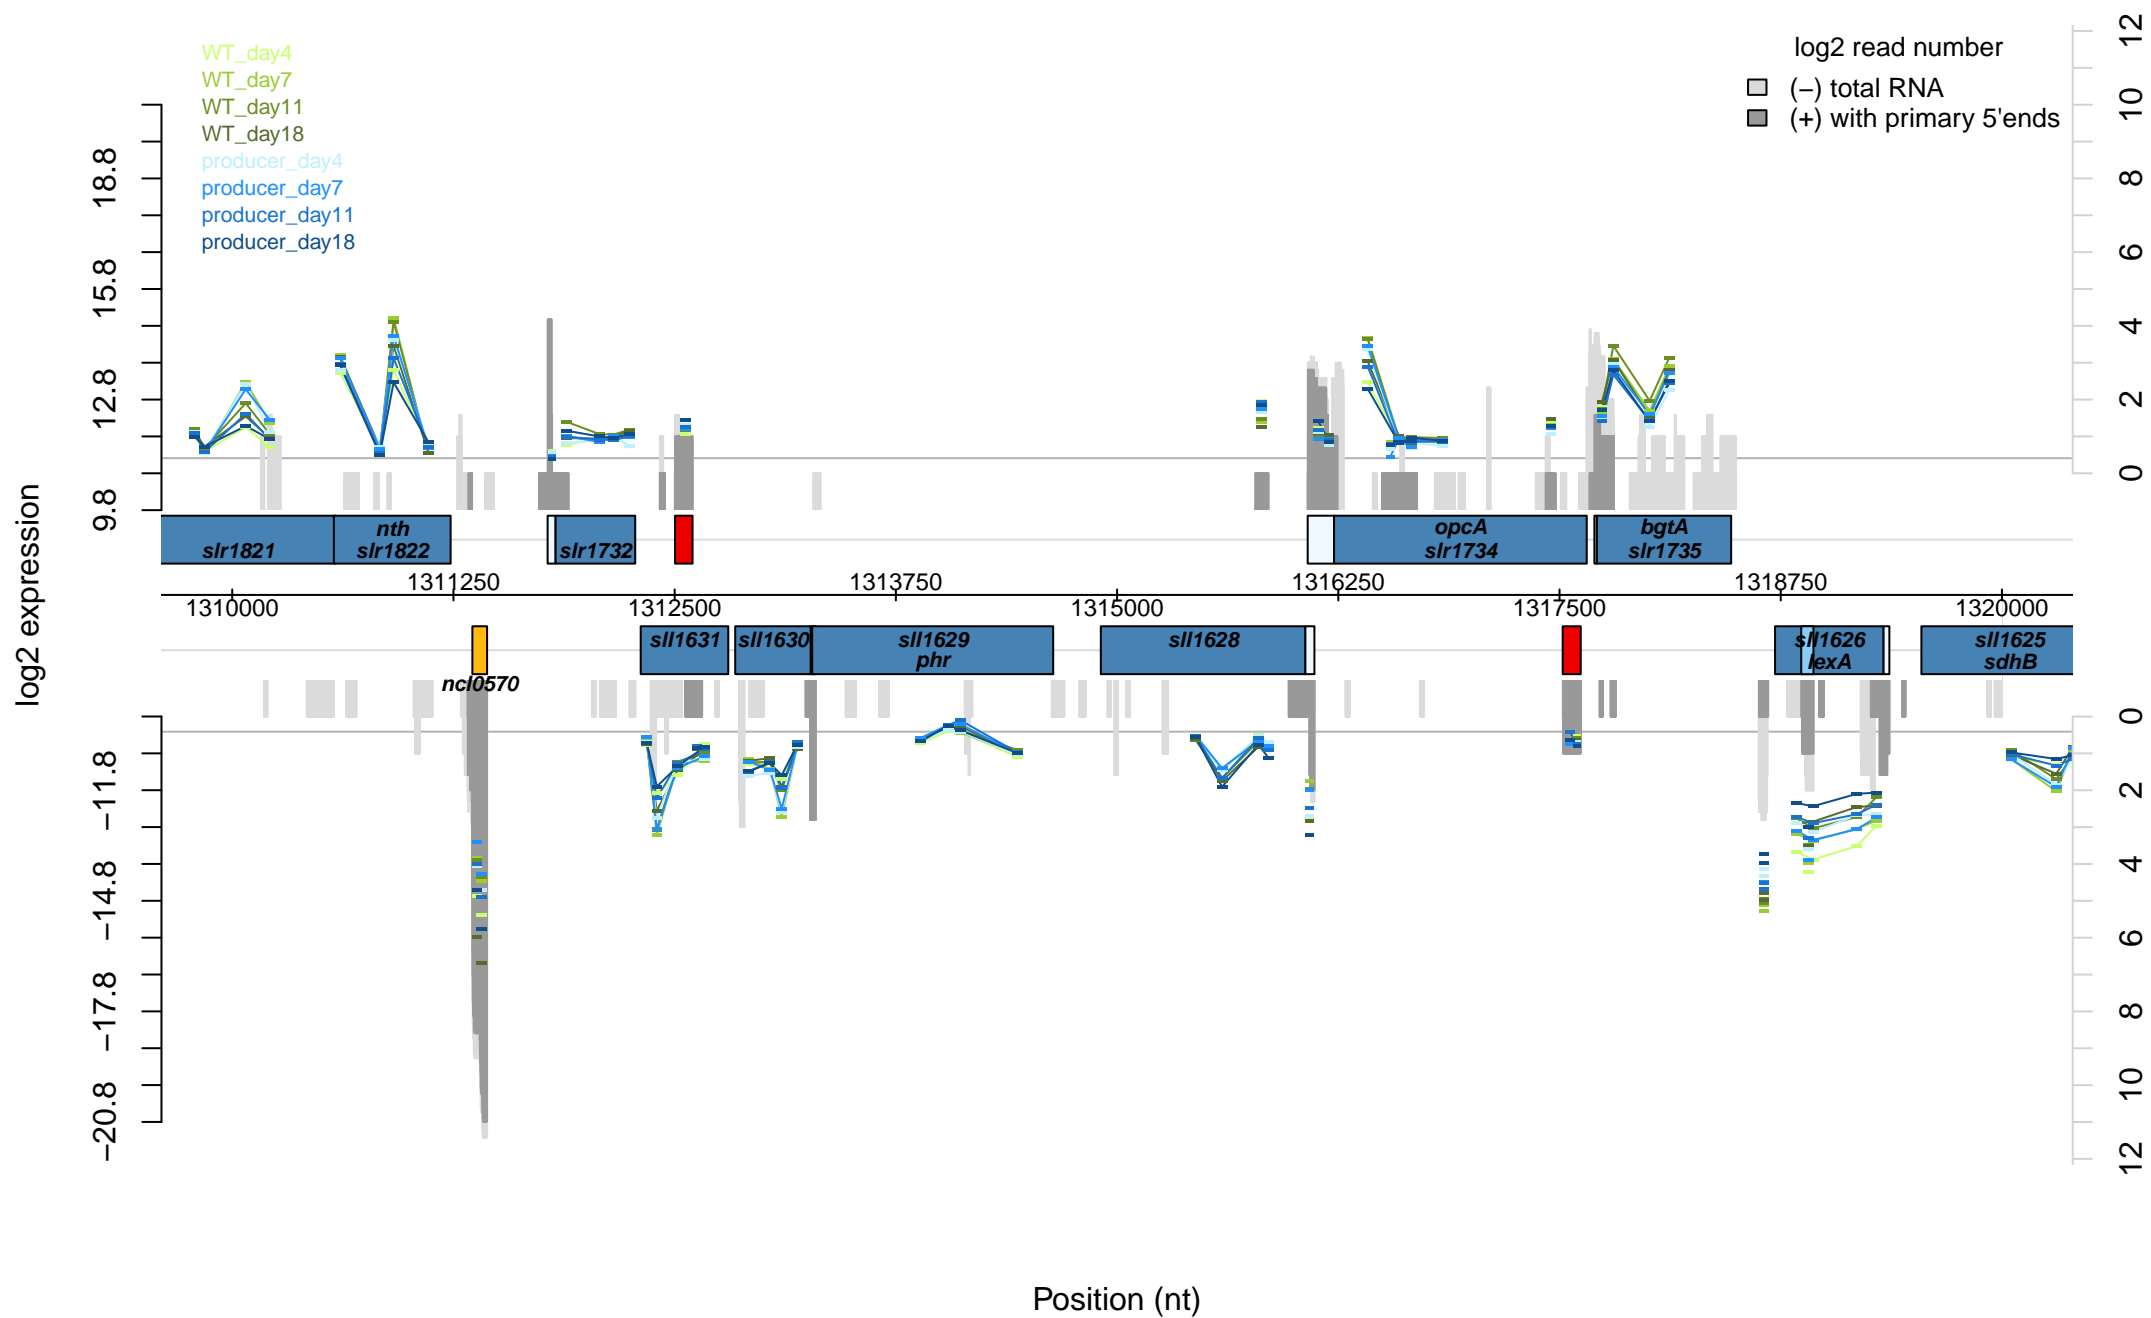 WT_day4
WT_day7
WT_day11
WT_day18
producer_day4
producer_day7
producer_day11
producer_day18
log2 read number
(−) total RNA
(+) with primary 5'ends
log2 expression
18.8
15.8
12.8
9.8
12
10
8
6
4
2
0
nth
opcA
bgtA
slr1821
slr1822
slr1732
slr1734
slr1735
1311250
1313750
1316250
1318750
1310000
1312500
1315000
1317500
1320000
sll1631
sll1630
sll1629
sll1628
sll1626
sll1625
phr
lexA
sdhB
ncl0570
−11.8
−14.8
−17.8
−20.8
0
2
4
6
8
10
12
Position (nt)